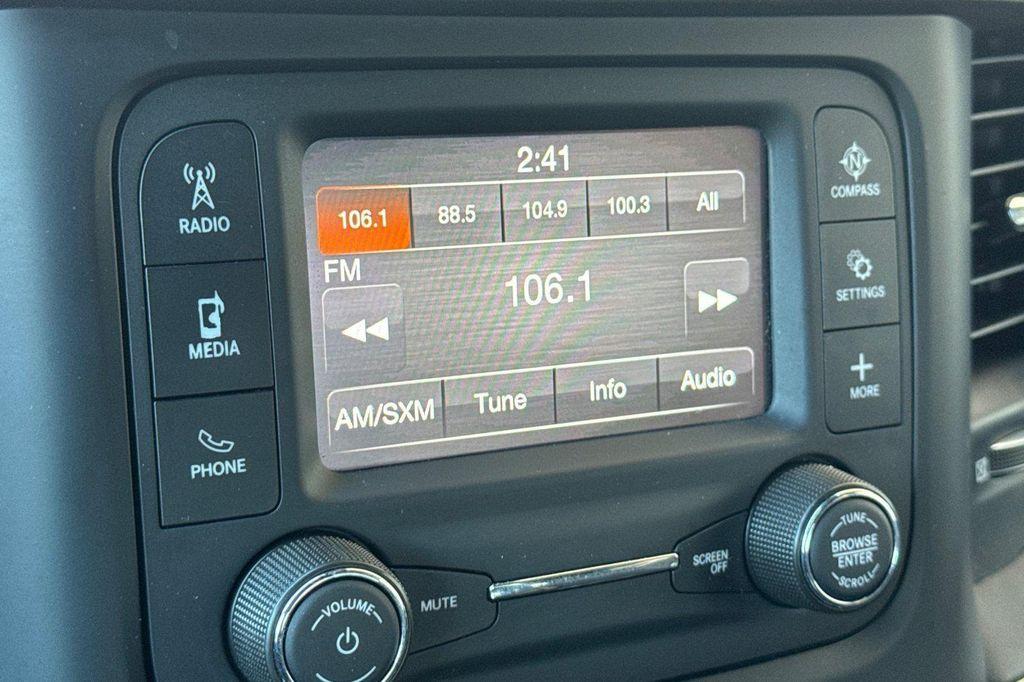 2:41
106.1 88.5 104.9 100.3 All
FM
106.1
AM/SXM Tune Info Audio
RADIO
MEDIA
PHONE
N
COMPASS
SETTINGS
MORE
VOLUME
MUTE
SCREEN
OFF
TUNE
BROWSE
ENTER
SCROLL